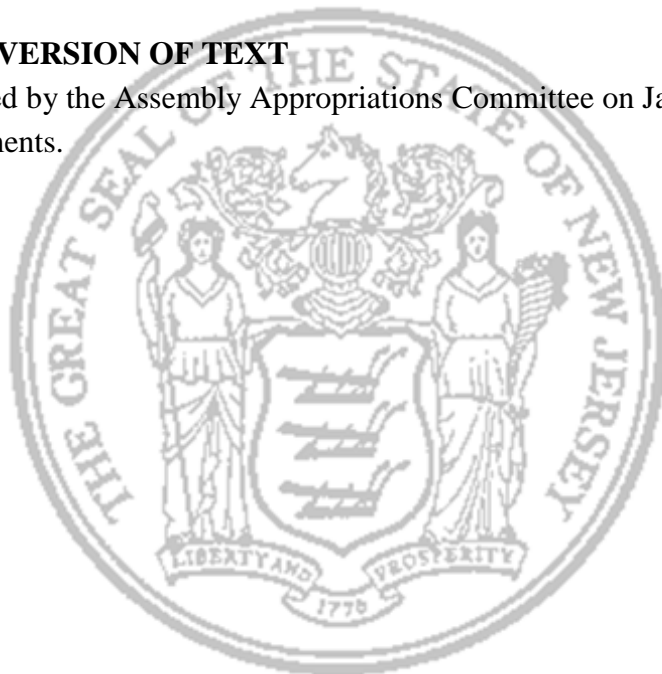 VERSION OF TEXT
ed by the Assembly Appropriations Committee on Ja
nents.
THE GREAT SEAL OF THE STATE OF NEW JERSEY
LIBERTY AND PROSPERITY
1776